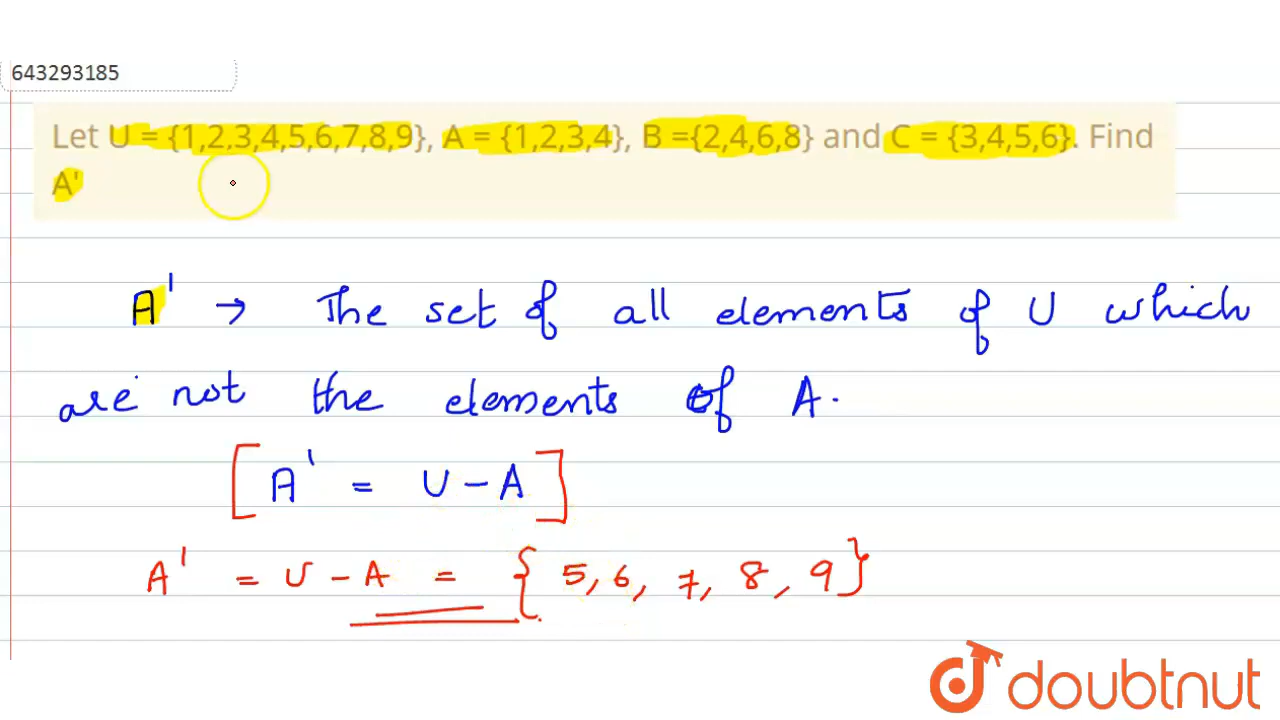 643293185
Let U = {1,2,3,4,5,6,7,8,9}, A = {1,2,3,4}, B ={2,4,6,8} and C = {3,4,5,6}. Find
A'
A' → The set of all elements of U which
are not the elements of A.
[A' = U - A]
A' = U - A = {5, 6, 7, 8, 9}
doubtnut